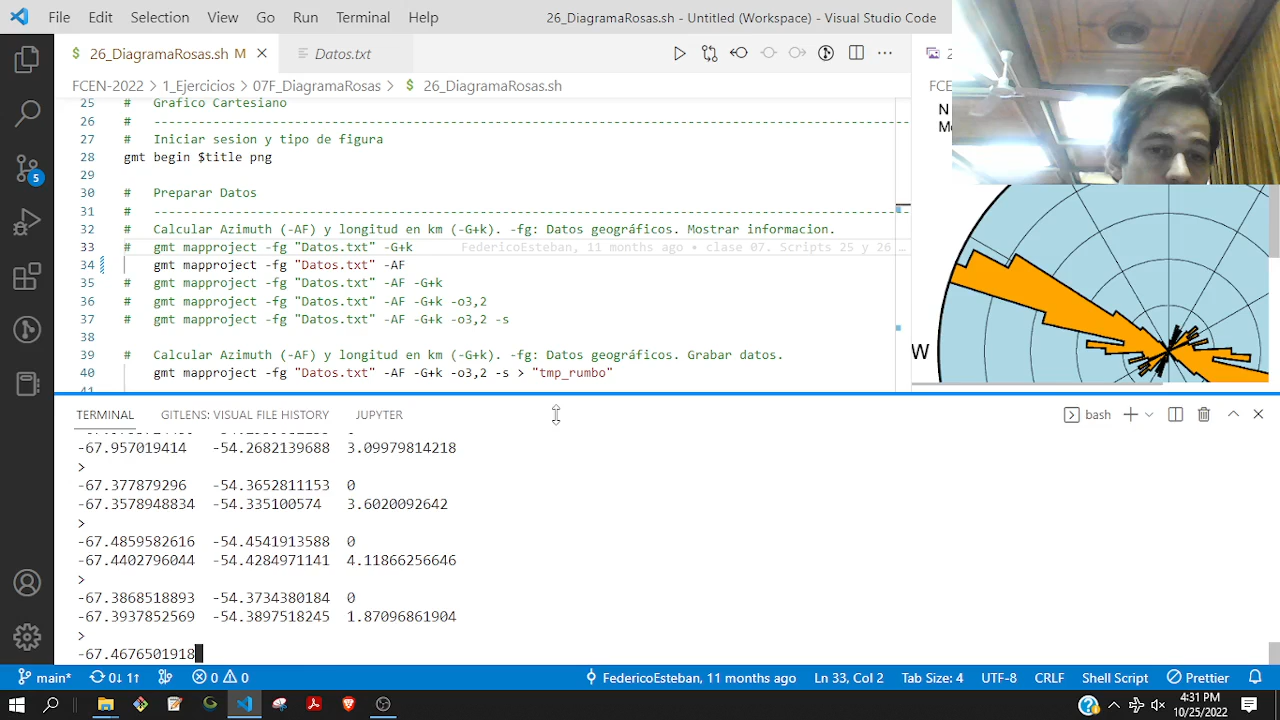 File Edit Selection View Go Run Terminal Help 26_DiagramaRosas.sh - Untitled (Workspace) - Visual Studio Code
$ 26_DiagramaRosas.sh M Datos.txt
FCEN-2022 > 1_Ejercicios > 07F_DiagramaRosas > $ 26_DiagramaRosas.sh
25 # Grafico Cartesiano
26 # -----------------------------------------------------------------------------------------------------------
27 # Iniciar sesion y tipo de figura
28 gmt begin $title png
29
30 # Preparar Datos
31 # -----------------------------------------------------------------------------------------------------------
32 # Calcular Azimuth (-AF) y longitud en km (-G+k). -fg: Datos geográficos. Mostrar informacion.
33 # gmt mapproject -fg "Datos.txt" -G+k FedericoEsteban, 11 months ago • clase 07. Scripts 25 y 26 …
34 gmt mapproject -fg "Datos.txt" -AF
35 # gmt mapproject -fg "Datos.txt" -AF -G+k
36 # gmt mapproject -fg "Datos.txt" -AF -G+k -o3,2
37 # gmt mapproject -fg "Datos.txt" -AF -G+k -o3,2 -s
38
39 # Calcular Azimuth (-AF) y longitud en km (-G+k). -fg: Datos geográficos. Grabar datos.
40 gmt mapproject -fg "Datos.txt" -AF -G+k -o3,2 -s > "tmp_rumbo"
41
2
FCE
N
W
TERMINAL GITLENS: VISUAL FILE HISTORY JUPYTER bash
-67.957019414 -54.2682139688 3.09979814218
>
-67.377879296 -54.3652811153 0
-67.3578948834 -54.335100574 3.6020092642
>
-67.4859582616 -54.4541913588 0
-67.4402796044 -54.4284971141 4.11866256646
>
-67.3868518893 -54.3734380184 0
-67.3937852569 -54.3897518245 1.87096861904
>
-67.4676501918
5
main* 0↓ 1↑ 0 0 FedericoEsteban, 11 months ago Ln 33, Col 2 Tab Size: 4 UTF-8 CRLF Shell Script Prettier
4:31 PM
10/25/2022